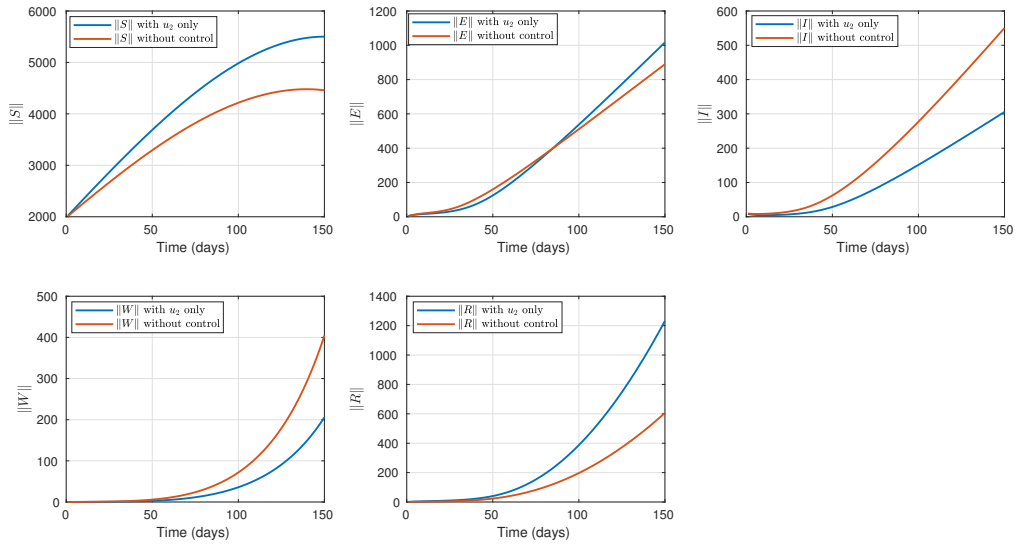 ‖S‖ with u₂ only
‖S‖ without control
6000
5000
4000
3000
2000
‖S‖
0
50
100
150
Time (days)
‖E‖ with u₂ only
‖E‖ without control
1200
1000
800
600
400
200
0
‖E‖
0
50
100
150
Time (days)
‖I‖ with u₂ only
‖I‖ without control
600
500
400
300
200
100
0
‖I‖
0
50
100
150
Time (days)
‖W‖ with u₂ only
‖W‖ without control
500
400
300
200
100
0
‖W‖
0
50
100
150
Time (days)
‖R‖ with u₂ only
‖R‖ without control
1400
1200
1000
800
600
400
200
0
‖R‖
0
50
100
150
Time (days)